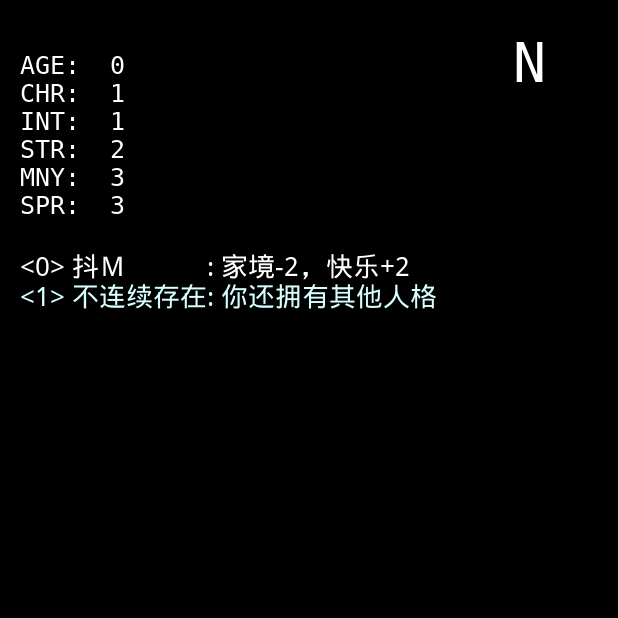 N
AGE: 0
CHR: 1
INT: 1
STR: 2
MNY: 3
SPR: 3
<0> 抖M : 家境-2，快乐+2
<1> 不连续存在: 你还拥有其他人格